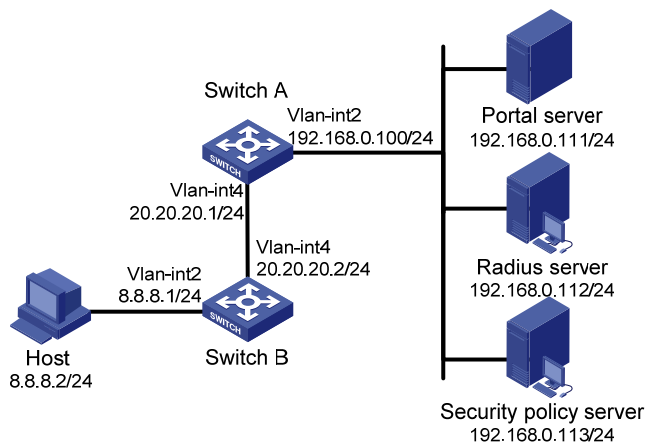 Switch A
Vlan-int2
192.168.0.100/24
SWITCH
Vlan-int4
20.20.20.1/24
Vlan-int4
20.20.20.2/24
Vlan-int2
8.8.8.1/24
SWITCH
Switch B
Host
8.8.8.2/24
Portal server
192.168.0.111/24
Radius server
192.168.0.112/24
Security policy server
192.168.0.113/24